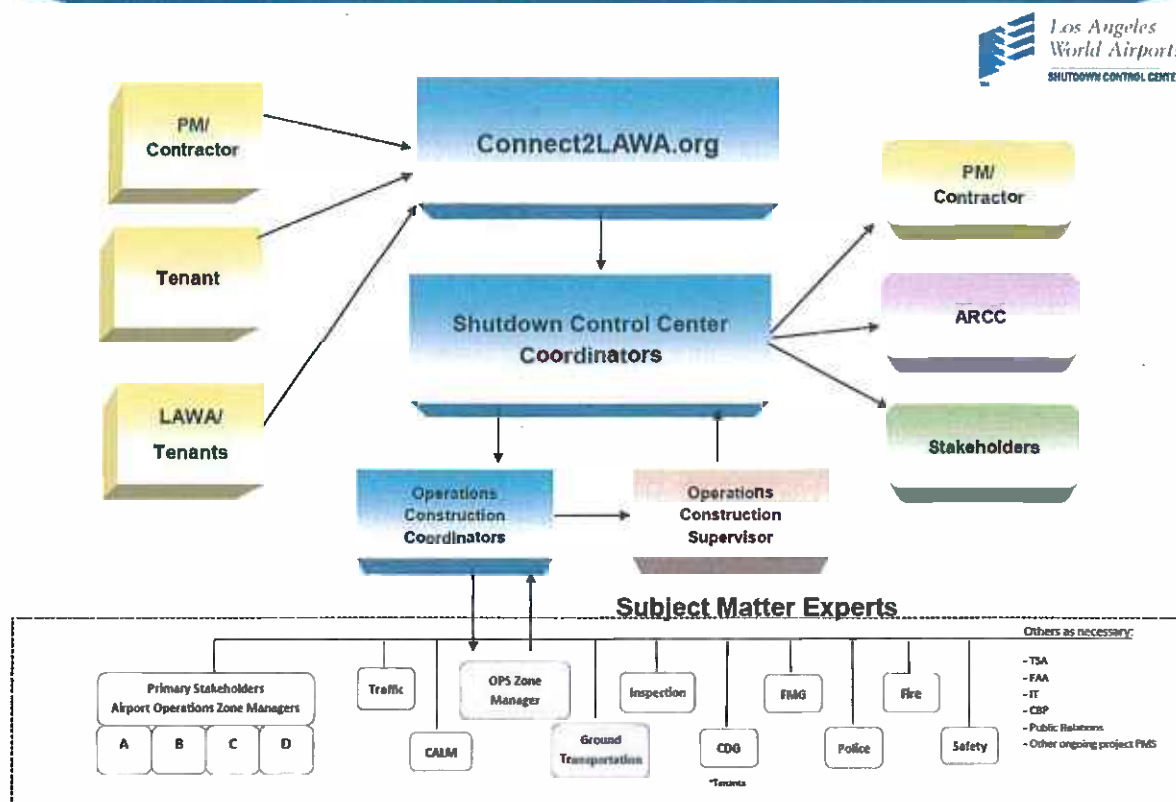 Los Angeles
World Airports
SHUTDOWN CONTROL CENTER
PM/
Contractor
Connect2LAWA.org
PM/
Contractor
Tenant
ARCC
Shutdown Control Center
Coordinators
LAWA/
Tenants
Stakeholders
Operations
Construction
Coordinators
Operations
Construction
Supervisor
Subject Matter Experts
Primary Stakeholders
Airport Operations Zone Managers
A
B
C
D
Traffic
CALM
OPS Zone
Manager
Ground
Transportation
Inspection
CDG
*Tenants
FMG
Police
Fire
Safety
Others as necessary:
- TSA
- FAA
- IT
- CBP
- Public Relations
- Other ongoing project PMS